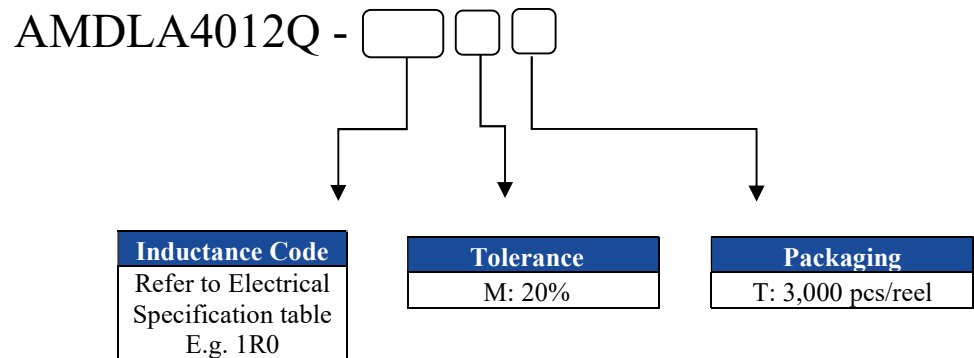 AMDLA4012Q -
Inductance Code
Refer to Electrical
Specification table
E.g. 1R0
Tolerance
M: 20%
Packaging
T: 3,000 pcs/reel